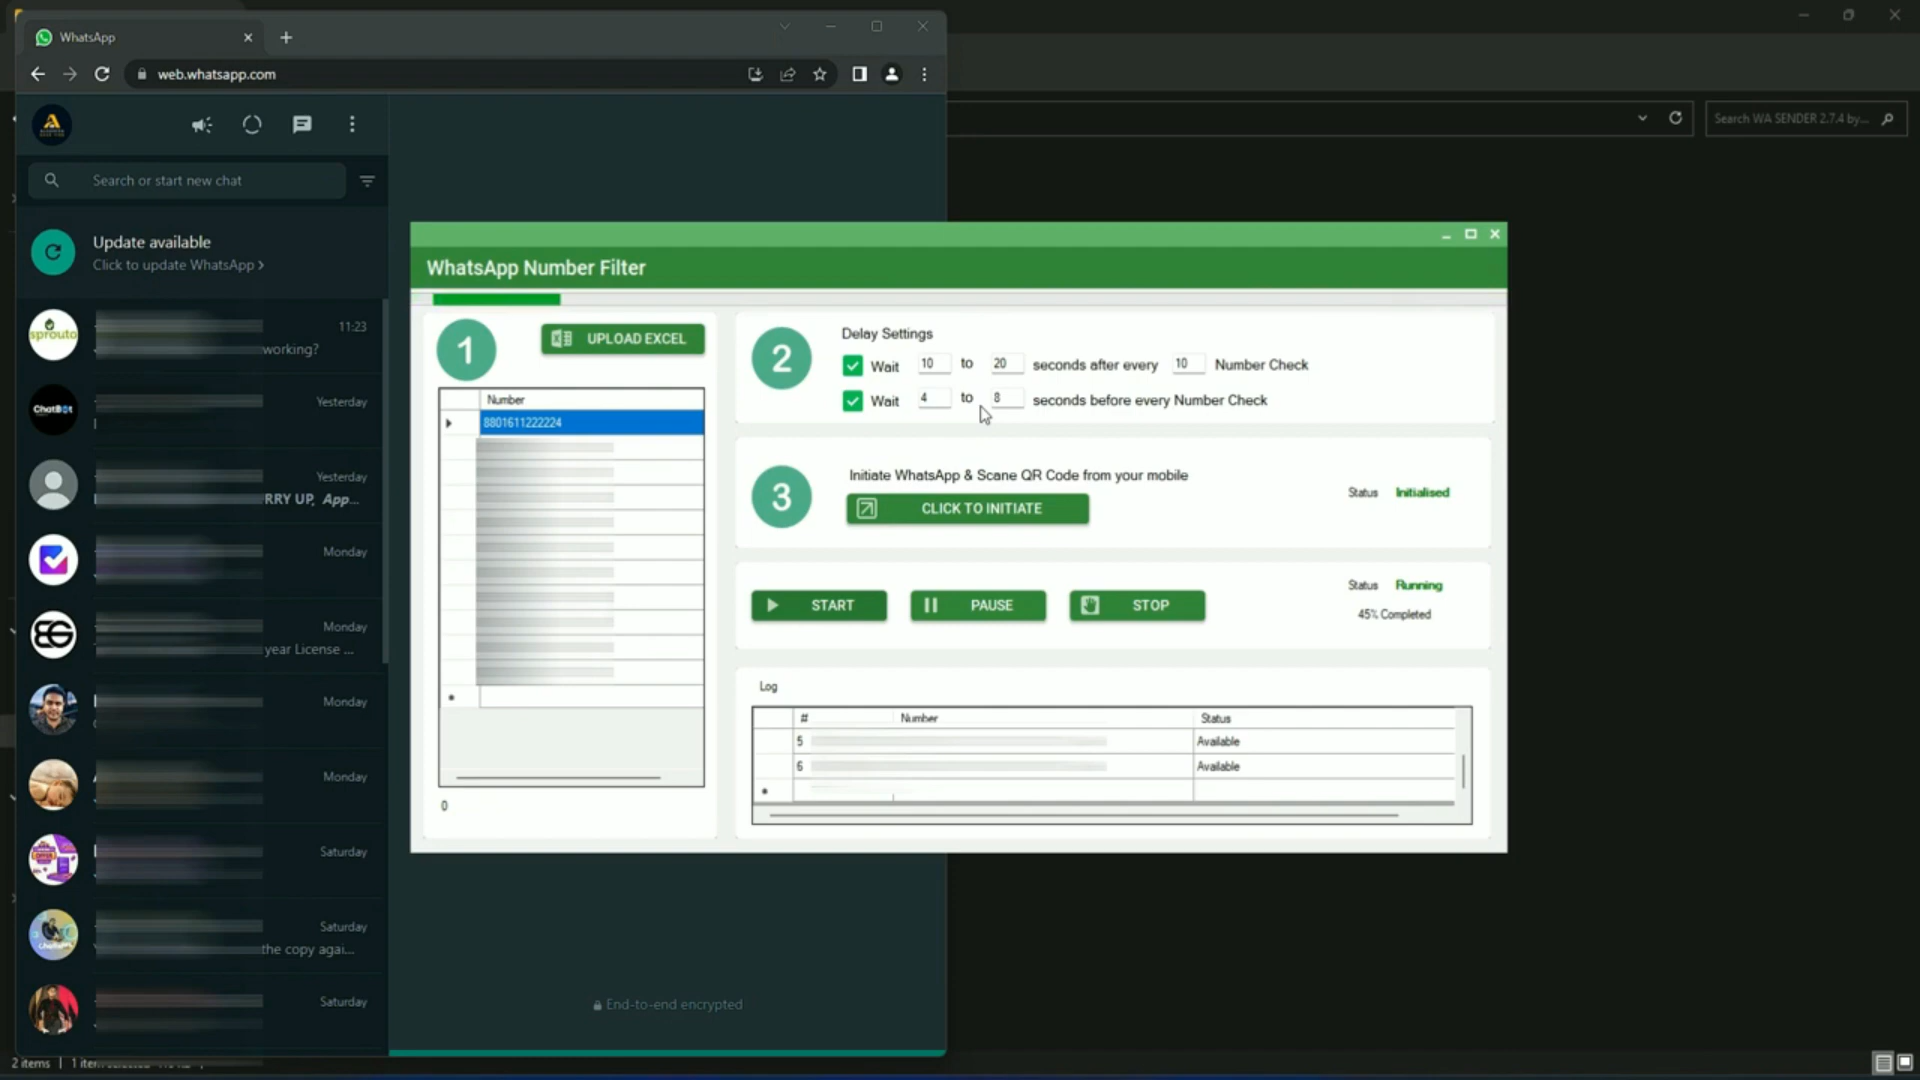 WhatsApp
web.whatsapp.com
Search WA SENDER 2.7.4 by...
Search or start new chat
Update available
Click to update WhatsApp
sprouto
11:23
working?
ChatBot
Yesterday
Yesterday
RRY UP, App...
Monday
Monday
year License ...
Monday
Monday
Saturday
Saturday
the copy agai...
Saturday
End-to-end encrypted
2 items
WhatsApp Number Filter
1
UPLOAD EXCEL
Number
8801611222224
0
2
Delay Settings
Wait 10 to 20 seconds after every 10 Number Check
Wait 4 to 8 seconds before every Number Check
3
Initiate WhatsApp & Scane QR Code from your mobile
CLICK TO INITIATE
Status Initialised
START
PAUSE
STOP
Status Running
45% Completed
Log
# Number Status
5 Available
6 Available